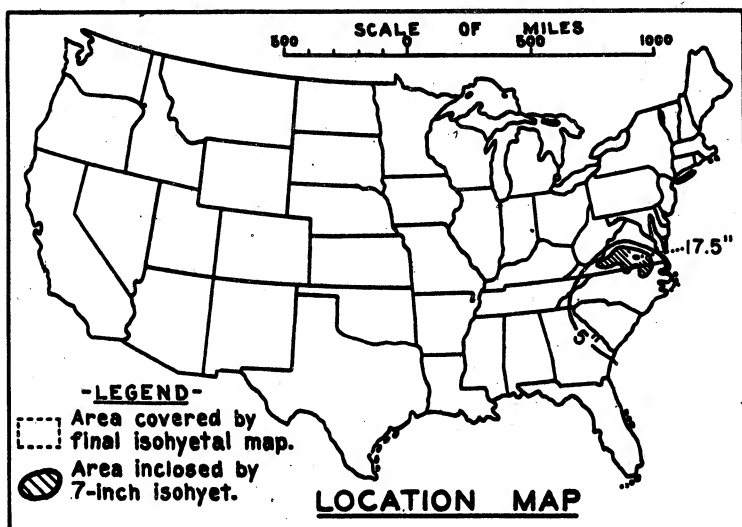 SCALE OF MILES
500 0 500 1000
...17.5"
5"
-LEGEND-
Area covered by
final isohyetal map.
Area inclosed by
7-inch isohyet.
LOCATION MAP